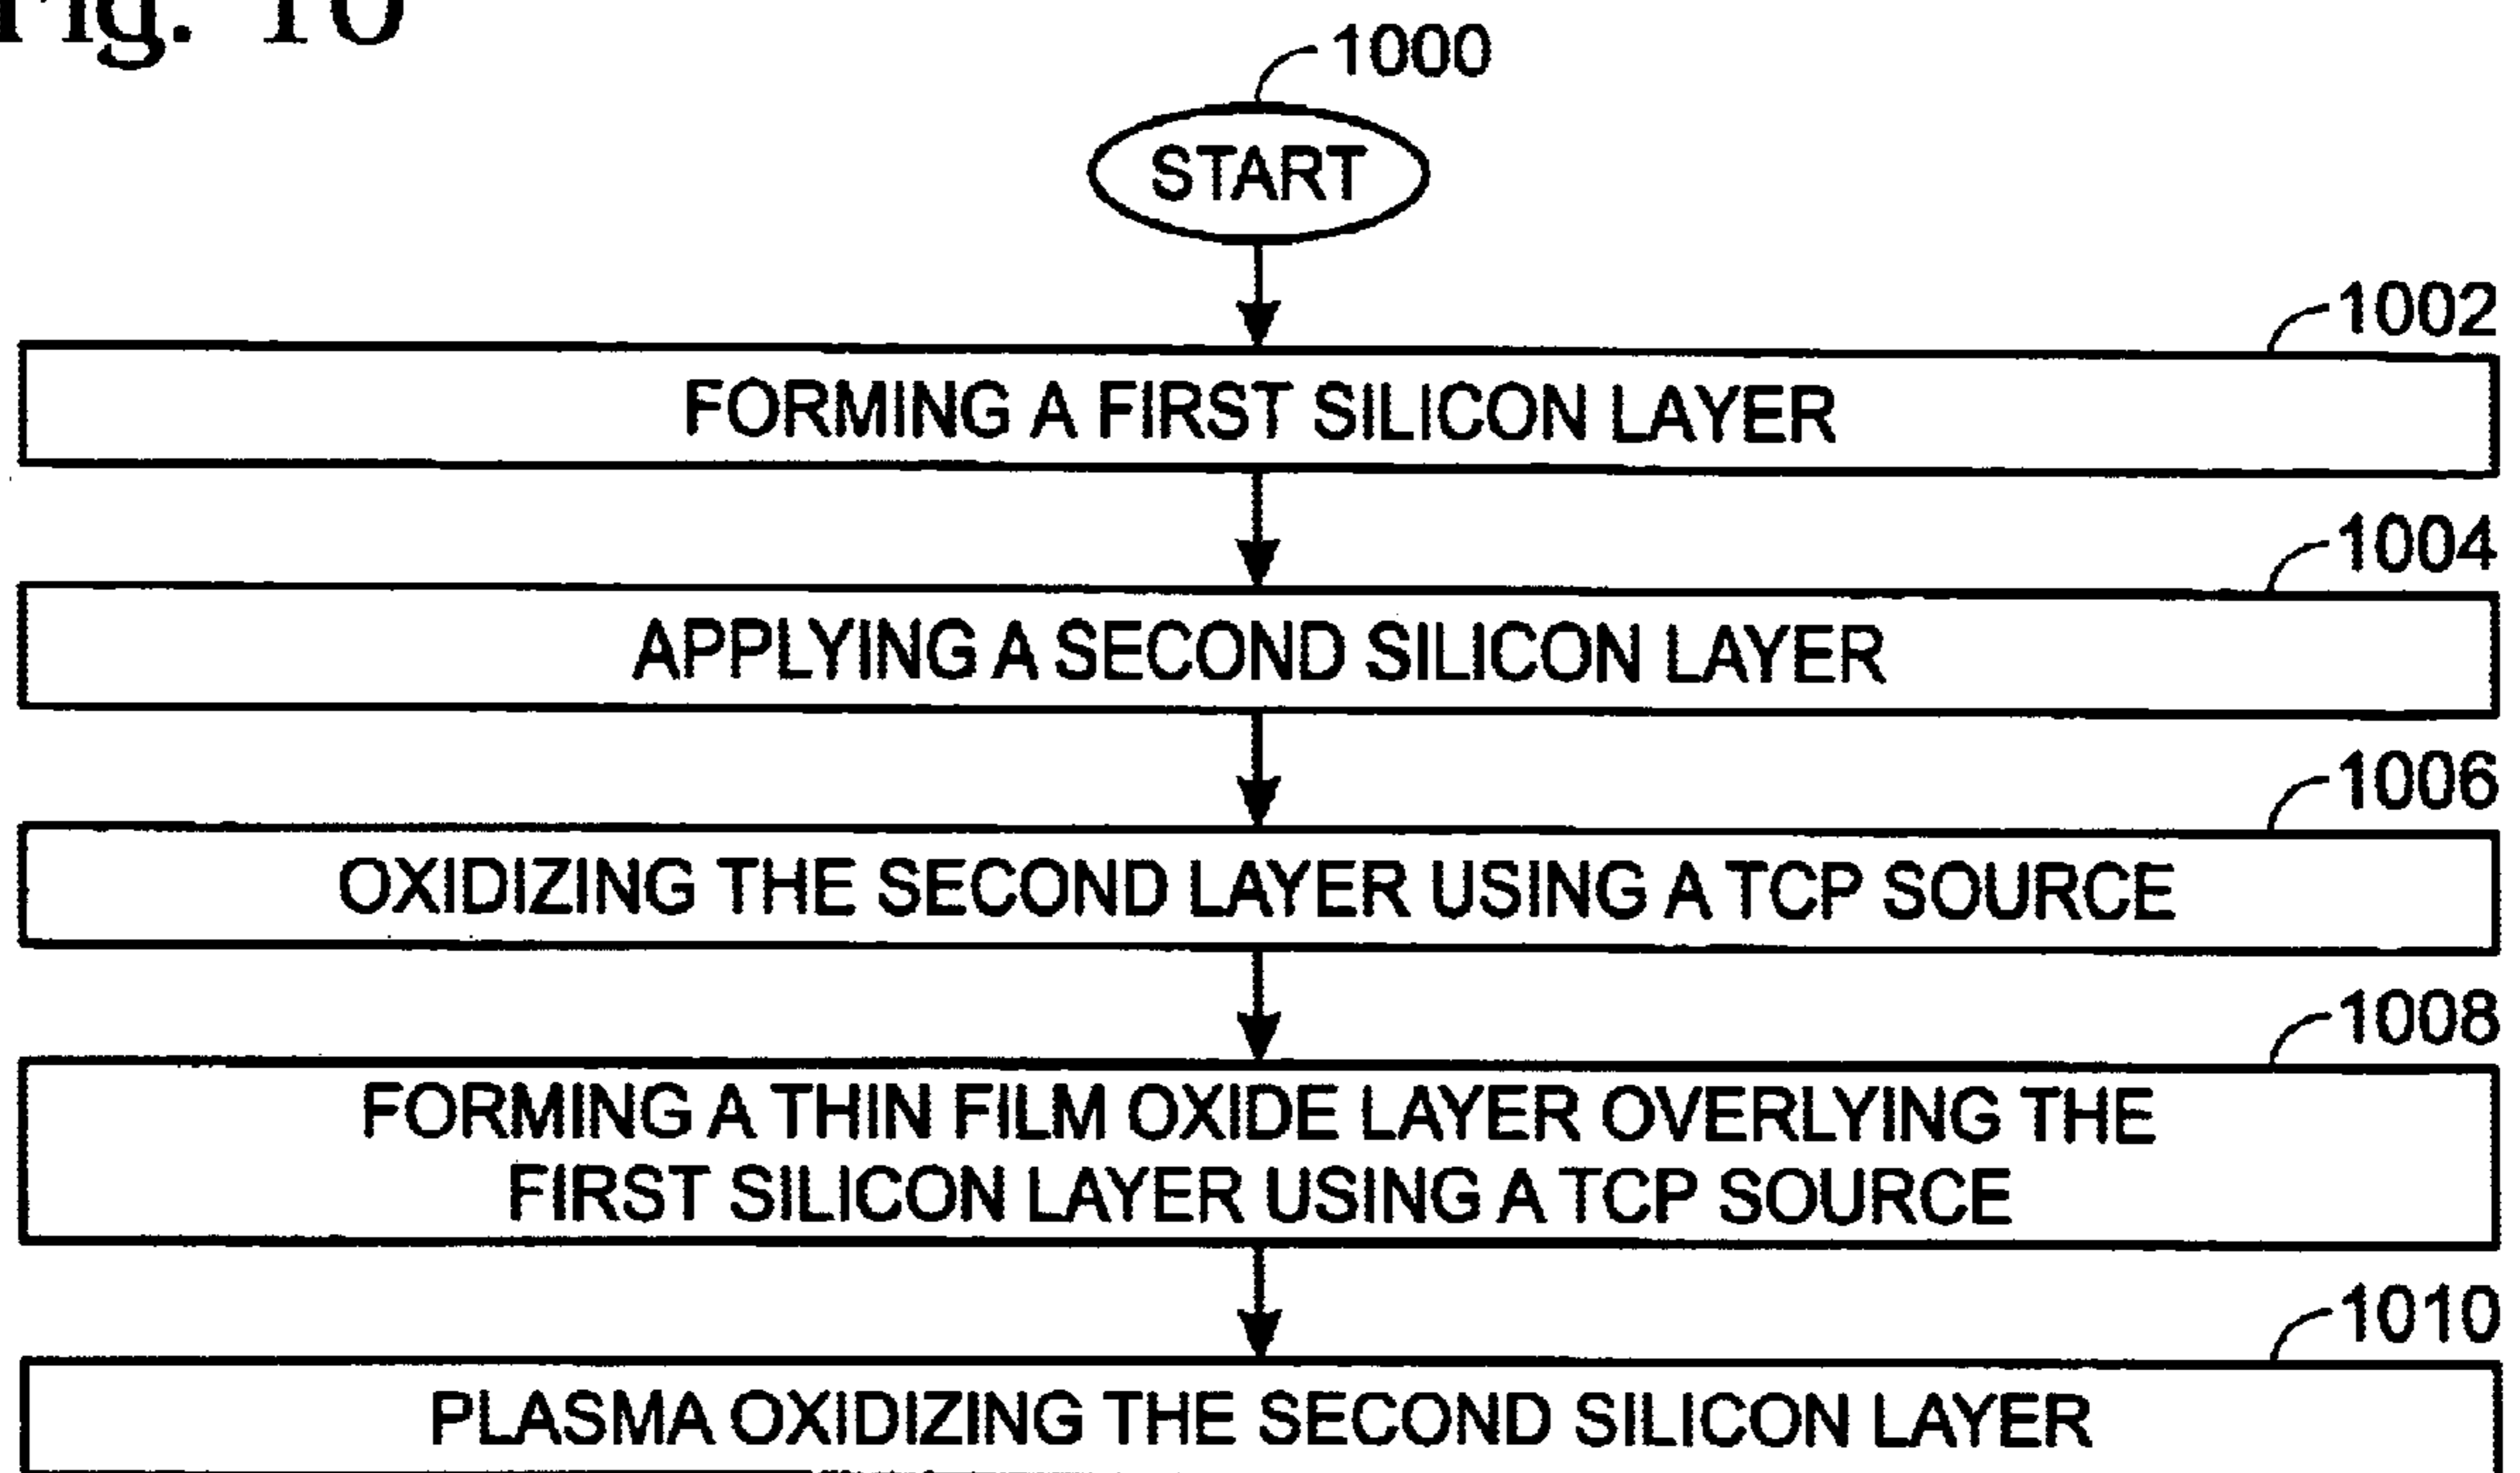 Fig. 10
1000
START
1002
FORMING A FIRST SILICON LAYER
1004
APPLYING A SECOND SILICON LAYER
1006
OXIDIZING THE SECOND LAYER USING A TCP SOURCE
1008
FORMING A THIN FILM OXIDE LAYER OVERLYING THE
FIRST SILICON LAYER USING A TCP SOURCE
1010
PLASMA OXIDIZING THE SECOND SILICON LAYER